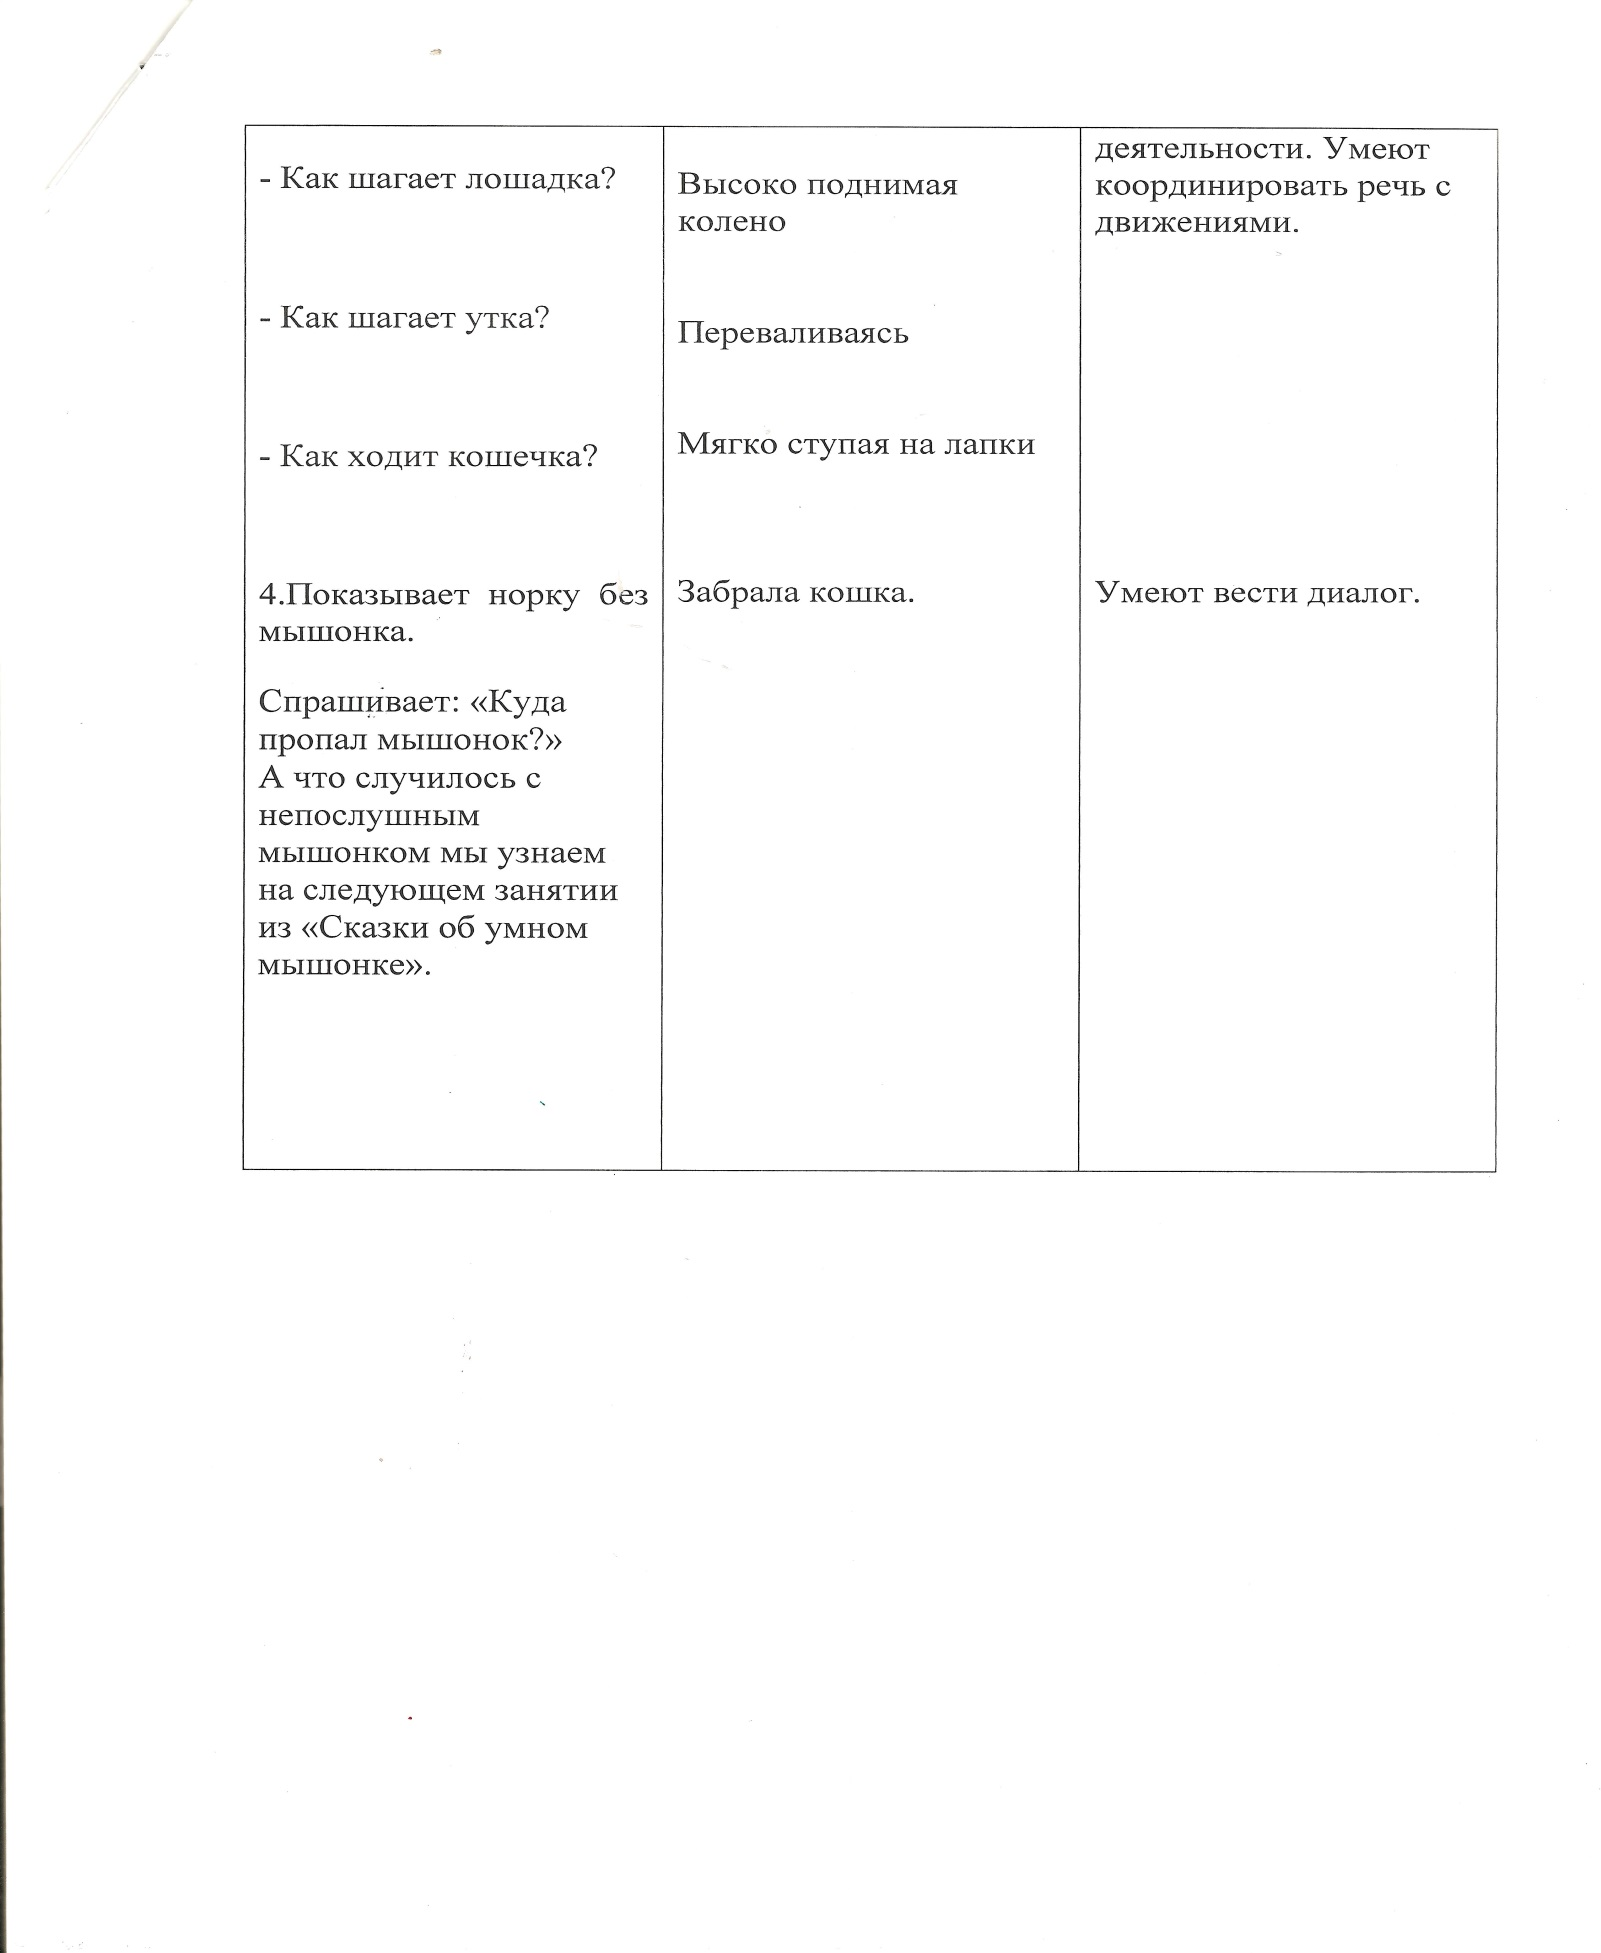 - Как шагает лошадка?
- Как шагает утка?
- Как ходит кошечка?
4.Показывает норку без
мышонка.
Спрашивает: «Куда
пропал мышонок?»
А что случилось с
непослушным
мышонком мы узнаем
на следующем занятии
из «Сказки об умном
мышонке».
Высоко поднимая
колено
Переваливаясь
Мягко ступая на лапки
Забрала кошка.
деятельности. Умеют
координировать речь с
движениями.
Умеют вести диалог.